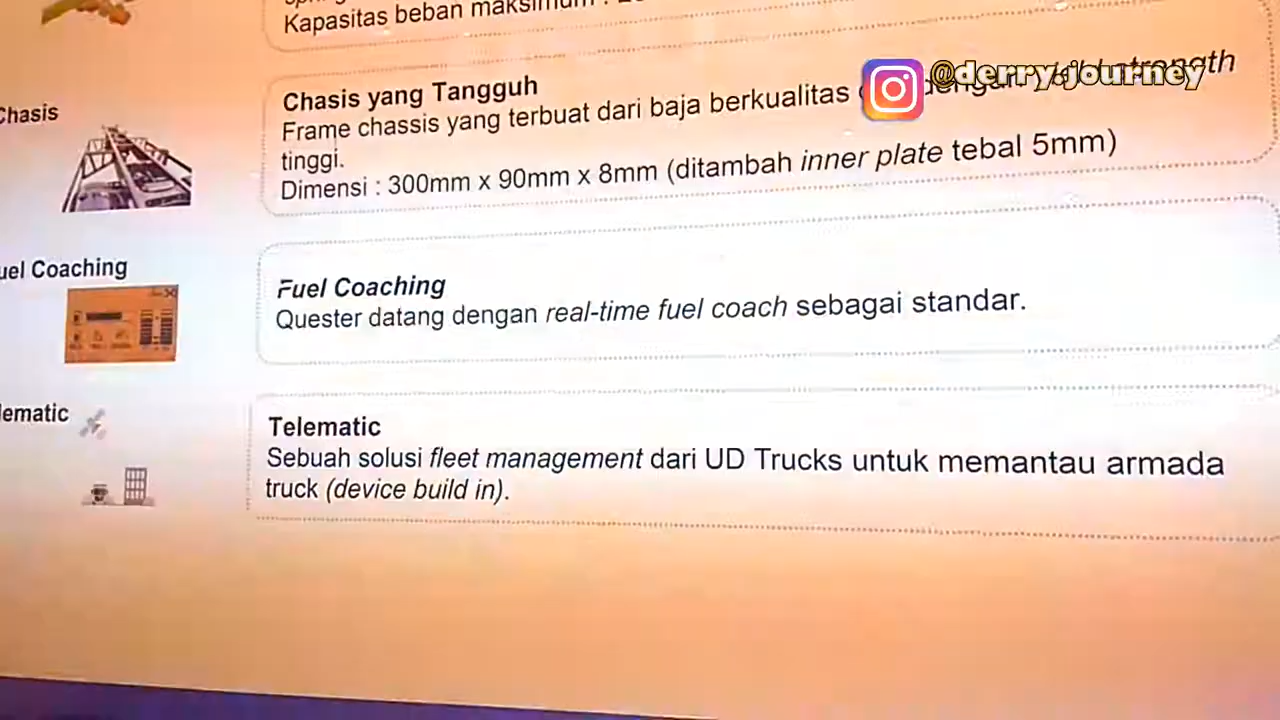 Kapasitas beban maksimum :
Chasis yang Tangguh
Frame chassis yang terbuat dari baja berkualitas
tinggi.
Dimensi : 300mm x 90mm x 8mm (ditambah inner plate tebal 5mm)
Chasis
@derry.journey
Fuel Coaching
Quester datang dengan real-time fuel coach sebagai standar.
Coaching
Telematic
Sebuah solusi fleet management dari UD Trucks untuk memantau armada
truck (device build in).